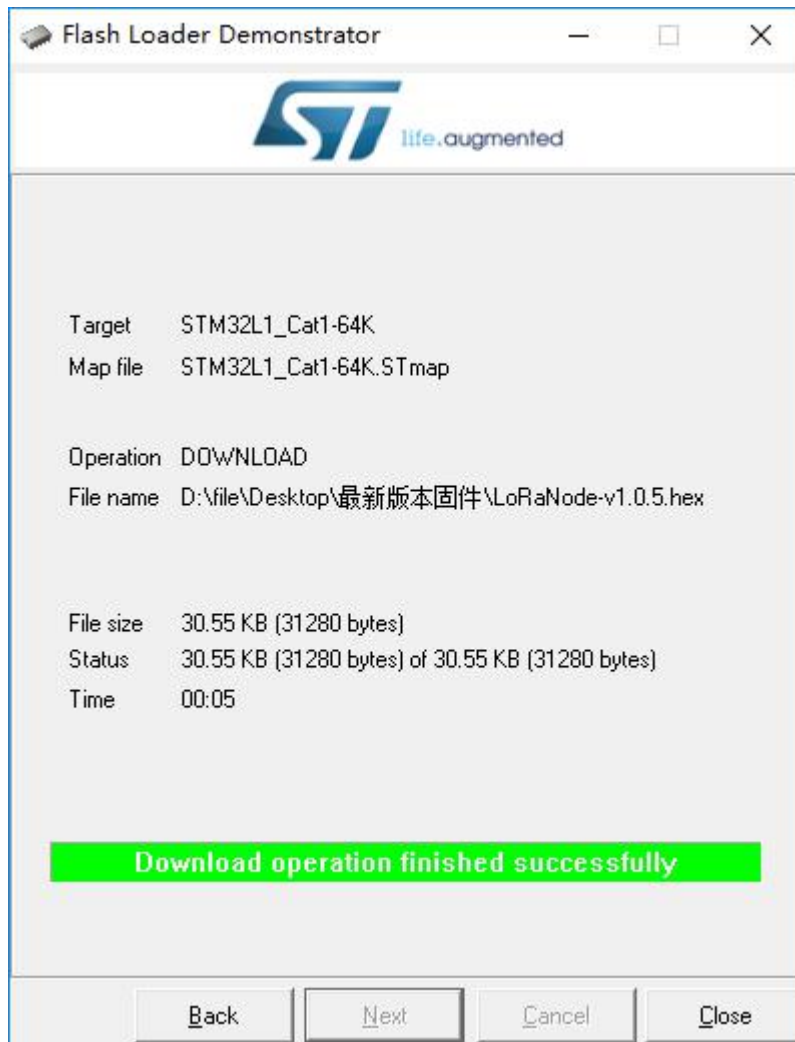 Flash Loader Demonstrator
ST life.augmented
Target STM32L1_Cat1-64K
Map file STM32L1_Cat1-64K.STmap
Operation DOWNLOAD
File name D:\file\Desktop\最新版本固件\LoRaNode-v1.0.5.hex
File size 30.55 KB (31280 bytes)
Status 30.55 KB (31280 bytes) of 30.55 KB (31280 bytes)
Time 00:05
Download operation finished successfully
Back Next Cancel Close